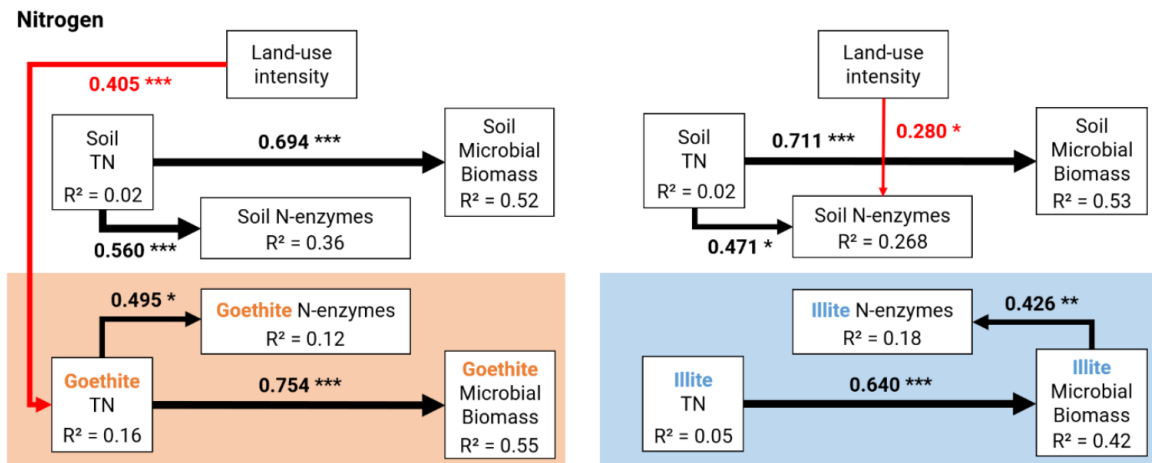 Nitrogen
Land-use
intensity
0.405 ***
Soil
TN
R² = 0.02
0.694 ***
Soil
Microbial
Biomass
R² = 0.52
Soil N-enzymes
R² = 0.36
0.560 ***
0.495 *
Goethite N-enzymes
R² = 0.12
Goethite
TN
R² = 0.16
0.754 ***
Goethite
Microbial
Biomass
R² = 0.55
Land-use
intensity
0.280 *
Soil
TN
R² = 0.02
0.711 ***
Soil
Microbial
Biomass
R² = 0.53
Soil N-enzymes
R² = 0.268
0.471 *
Illite N-enzymes
R² = 0.18
0.426 **
Illite
TN
R² = 0.05
0.640 ***
Illite
Microbial
Biomass
R² = 0.42